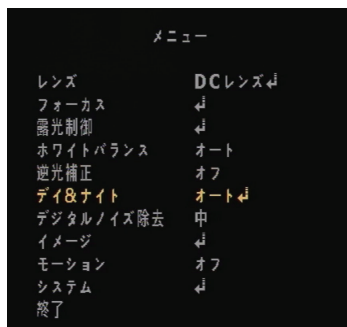 メニュー
レンズ DCレンズ↲
フォーカス ↲
露光制御 ↲
ホワイトバランス オート
逆光補正 オフ
デイ&ナイト オート↲
デジタルノイズ除去 中
イメージ ↲
モーション オフ
システム ↲
終了